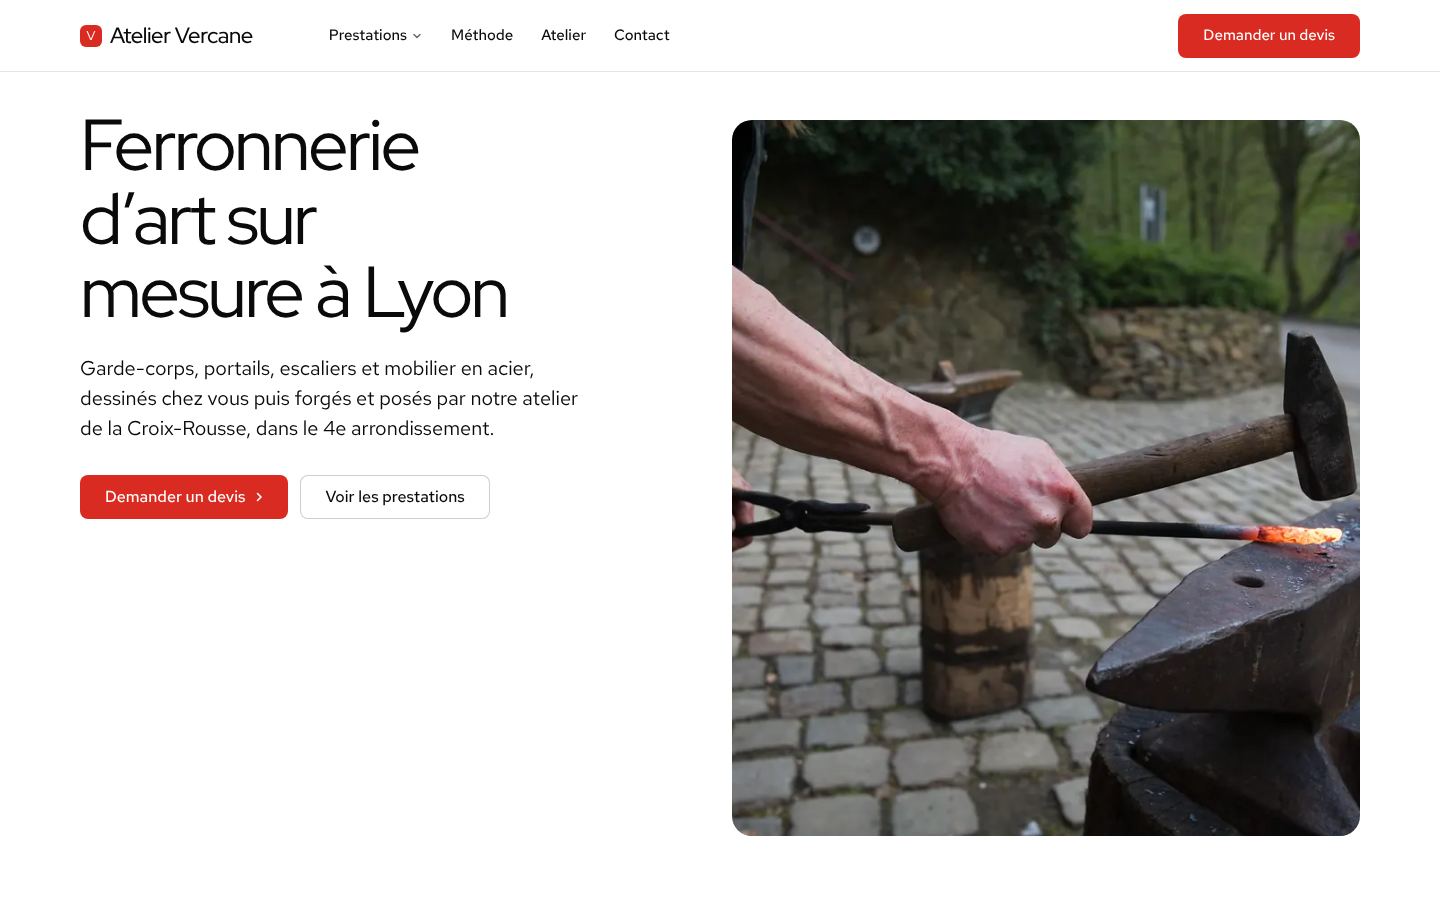 V Atelier Vercane
Prestations Méthode Atelier Contact
Demander un devis
Ferronnerie
d’art sur
mesure à Lyon
Garde-corps, portails, escaliers et mobilier en acier,
dessinés chez vous puis forgés et posés par notre atelier
de la Croix-Rousse, dans le 4e arrondissement.
Demander un devis
Voir les prestations